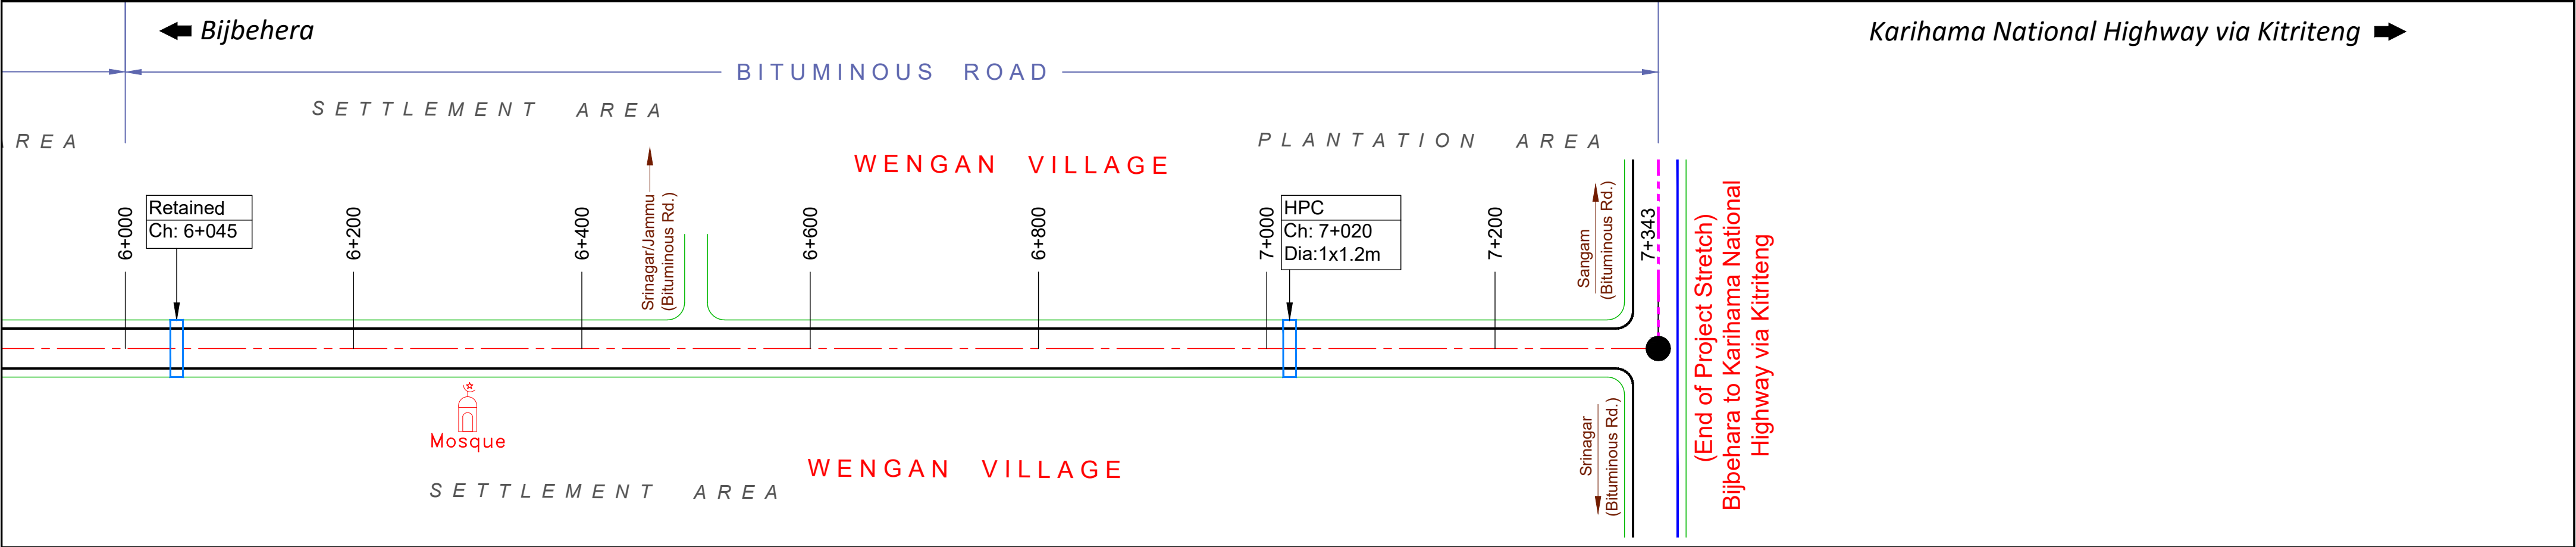 Bijbehera
Karihama National Highway via Kitriteng
BITUMINOUS ROAD
SETTLEMENT AREA
REA
PLANTATION AREA
WENGAN VILLAGE
6+000
Retained
Ch: 6+045
6+200
6+400
Srinagar/Jammu
(Bituminous Rd.)
6+600
6+800
7+000
HPC
Ch: 7+020
Dia:1x1.2m
7+200
Sangam
(Bituminous Rd.)
7+343
(End of Project Stretch)
Bijbehara to Karihama National
Highway via Kitriteng
Mosque
WENGAN VILLAGE
SETTLEMENT AREA
Srinagar
(Bituminous Rd.)